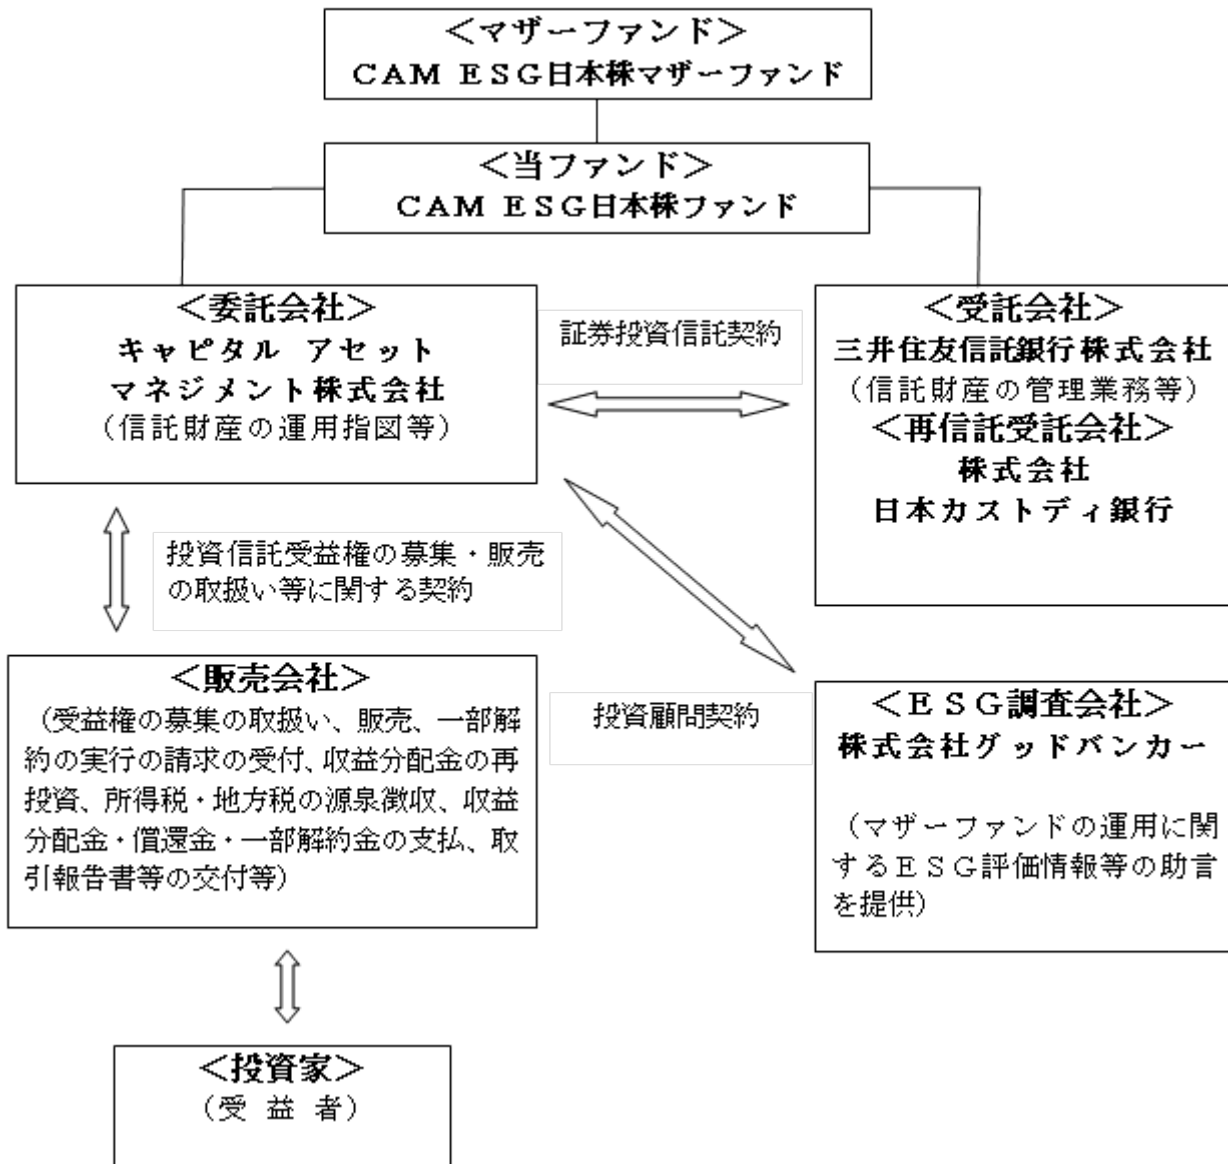 ＜マザーファンド＞
ＣＡＭ ＥＳＧ日本株マザーファンド
＜当ファンド＞
ＣＡＭ ＥＳＧ日本株ファンド
＜委託会社＞
キャピタル アセット
マネジメント株式会社
（信託財産の運用指図等）
証券投資信託契約
＜受託会社＞
三井住友信託銀行株式会社
（信託財産の管理業務等）
＜再信託受託会社＞
株式会社
日本カストディ銀行
投資信託受益権の募集・販売
の取扱い等に関する契約
＜販売会社＞
（受益権の募集の取扱い、販売、一部解
約の実行の請求の受付、収益分配金の再
投資、所得税・地方税の源泉徴収、収益
分配金・償還金・一部解約金の支払、取
引報告書等の交付等）
投資顧問契約
＜ＥＳＧ調査会社＞
株式会社グッドバンカー
（マザーファンドの運用に関
するＥＳＧ評価情報等の助言
を提供）
＜投資家＞
（受 益 者）